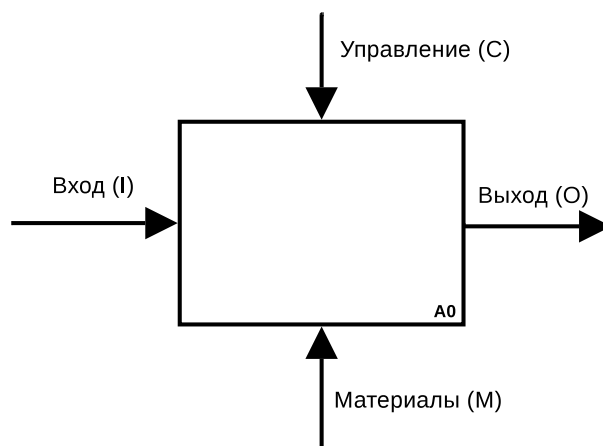 Управление (C)
Вход (I)
Выход (O)
A0
Материалы (M)